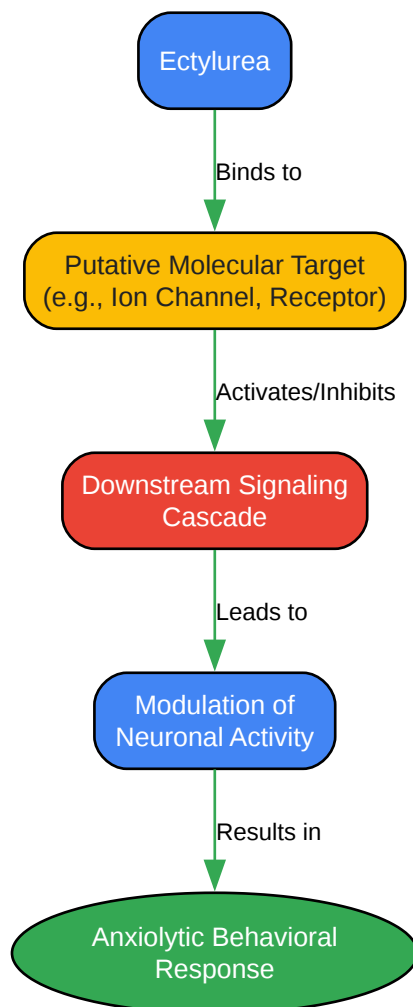 Ectylurea
Binds to
Putative Molecular Target
(e.g., Ion Channel, Receptor)
Activates/Inhibits
Downstream Signaling
Cascade
Leads to
Modulation of
Neuronal Activity
Results in
Anxiolytic Behavioral
Response